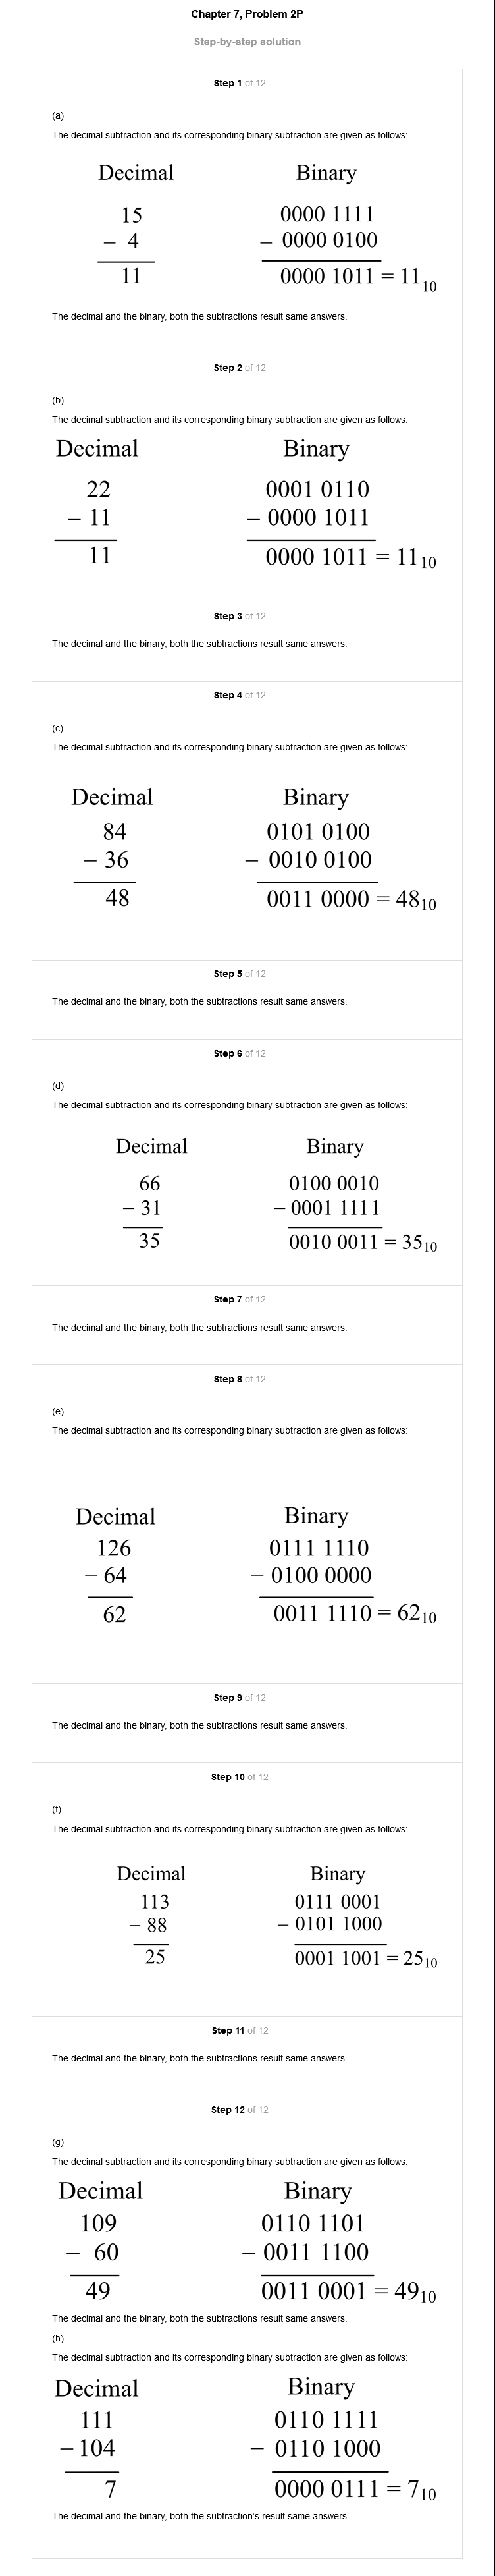 Chapter 7, Problem 2P
Step-by-step solution
Step 1 of 12
(a)
The decimal subtraction and its corresponding binary subtraction are given as follows:
Decimal Binary
15 0000 1111
– 4 – 0000 0100
11 0000 1011 = 11₁₀
The decimal and the binary, both the subtractions result same answers.
Step 2 of 12
(b)
The decimal subtraction and its corresponding binary subtraction are given as follows:
Decimal Binary
22 0001 0110
– 11 – 0000 1011
11 0000 1011 = 11₁₀
Step 3 of 12
The decimal and the binary, both the subtractions result same answers.
Step 4 of 12
(c)
The decimal subtraction and its corresponding binary subtraction are given as follows:
Decimal Binary
84 0101 0100
– 36 – 0010 0100
48 0011 0000 = 48₁₀
Step 5 of 12
The decimal and the binary, both the subtractions result same answers.
Step 6 of 12
(d)
The decimal subtraction and its corresponding binary subtraction are given as follows:
Decimal Binary
66 0100 0010
– 31 – 0001 1111
35 0010 0011 = 35₁₀
Step 7 of 12
The decimal and the binary, both the subtractions result same answers.
Step 8 of 12
(e)
The decimal subtraction and its corresponding binary subtraction are given as follows:
Decimal Binary
126 0111 1110
– 64 – 0100 0000
62 0011 1110 = 62₁₀
Step 9 of 12
The decimal and the binary, both the subtractions result same answers.
Step 10 of 12
(f)
The decimal subtraction and its corresponding binary subtraction are given as follows:
Decimal Binary
113 0111 0001
– 88 – 0101 1000
25 0001 1001 = 25₁₀
Step 11 of 12
The decimal and the binary, both the subtractions result same answers.
Step 12 of 12
(g)
The decimal subtraction and its corresponding binary subtraction are given as follows:
Decimal Binary
109 0110 1101
– 60 – 0011 1100
49 0011 0001 = 49₁₀
The decimal and the binary, both the subtractions result same answers.
(h)
The decimal subtraction and its corresponding binary subtraction are given as follows:
Decimal Binary
111 0110 1111
– 104 – 0110 1000
7 0000 0111 = 7₁₀
The decimal and the binary, both the subtraction's result same answers.